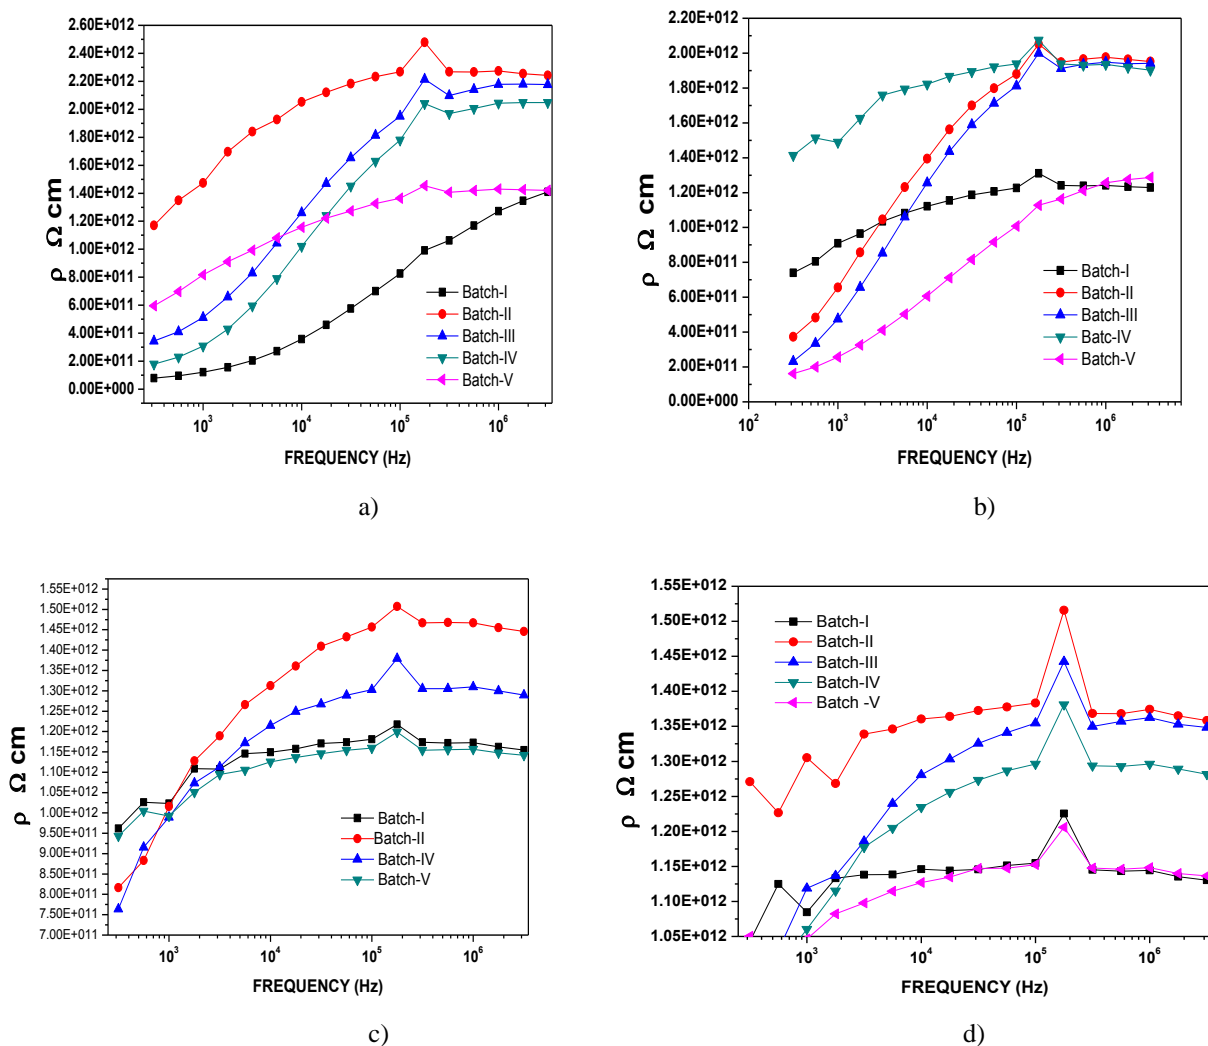 2.60E+012
2.40E+012
2.20E+012
2.00E+012
1.80E+012
1.60E+012
1.40E+012
1.20E+012
1.00E+012
8.00E+011
6.00E+011
4.00E+011
2.00E+011
0.00E+000
ρ Ω cm
Batch-I
Batch-II
Batch-III
Batch-IV
Batch-V
10³ 10⁴ 10⁵ 10⁶
FREQUENCY (Hz)
a)
2.20E+012
2.00E+012
1.80E+012
1.60E+012
1.40E+012
1.20E+012
1.00E+012
8.00E+011
6.00E+011
4.00E+011
2.00E+011
0.00E+000
ρ Ω cm
Batch-I
Batch-II
Batch-III
Batc-IV
Batch-V
10² 10³ 10⁴ 10⁵ 10⁶
FREQUENCY (Hz)
b)
1.55E+012
1.50E+012
1.45E+012
1.40E+012
1.35E+012
1.30E+012
1.25E+012
1.20E+012
1.15E+012
1.10E+012
1.05E+012
1.00E+012
9.50E+011
9.00E+011
8.50E+011
8.00E+011
7.50E+011
7.00E+011
ρ Ω cm
Batch-I
Batch-II
Batch-IV
Batch-V
10³ 10⁴ 10⁵ 10⁶
FREQUENCY (Hz)
c)
1.55E+012
1.50E+012
1.45E+012
1.40E+012
1.35E+012
1.30E+012
1.25E+012
1.20E+012
1.15E+012
1.10E+012
1.05E+012
ρ Ω cm
Batch-I
Batch-II
Batch-III
Batch-IV
Batch -V
10³ 10⁴ 10⁵ 10⁶
FREQUENCY (Hz)
d)